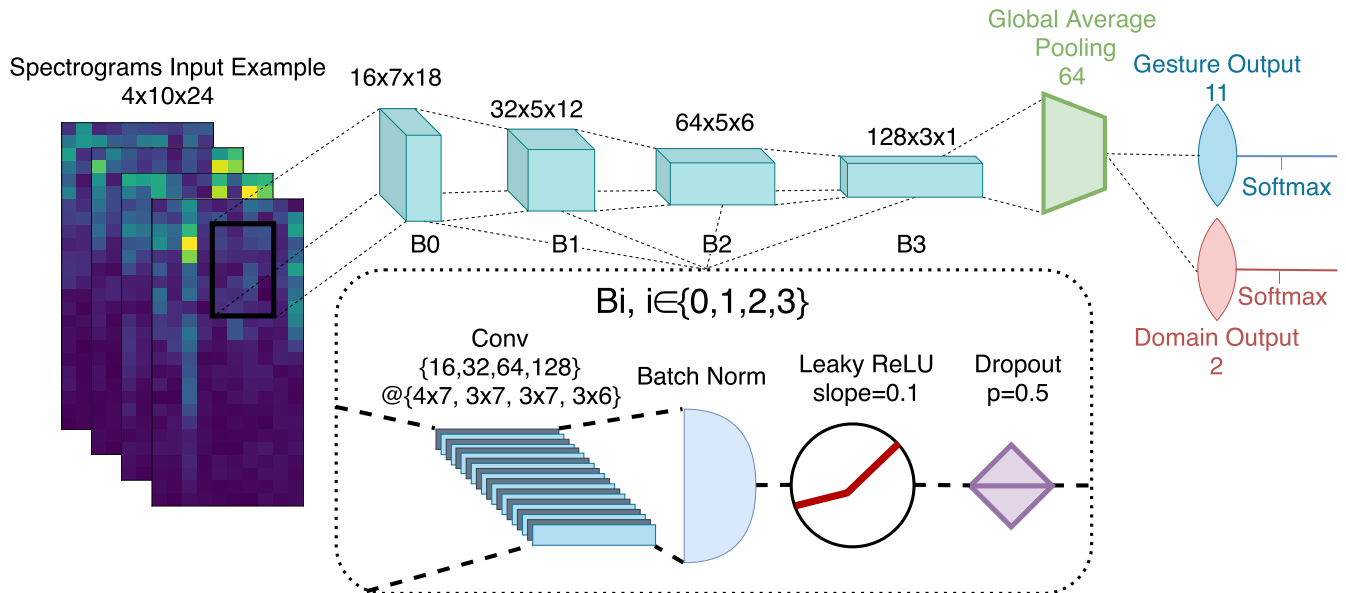 Spectrograms Input Example
4x10x24
16x7x18
32x5x12
64x5x6
128x3x1
Global Average
Pooling
64
Gesture Output
11
Softmax
B0
B1
B2
B3
Softmax
Domain Output
2
Bi, i∈{0,1,2,3}
Conv
{16,32,64,128}
@{4x7, 3x7, 3x7, 3x6}
Batch Norm
Leaky ReLU
slope=0.1
Dropout
p=0.5